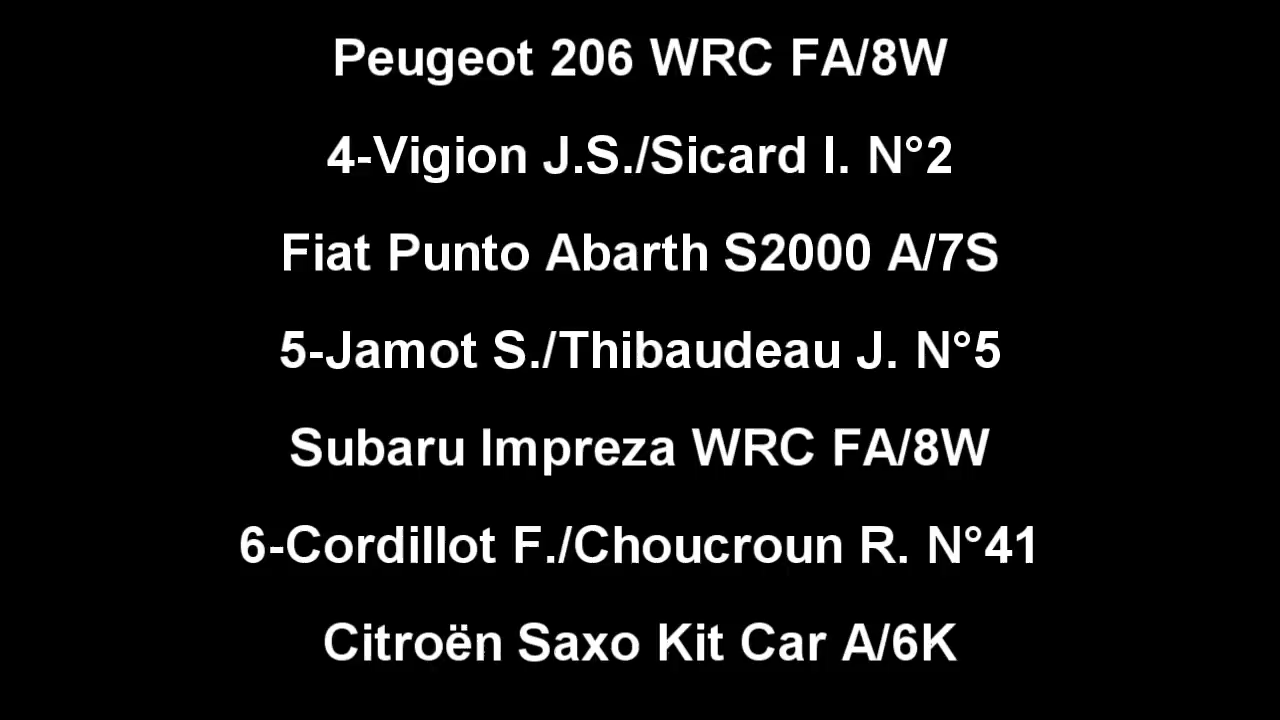 Peugeot 206 WRC FA/8W
4-Vigion J.S./Sicard I. N°2
Fiat Punto Abarth S2000 A/7S
5-Jamot S./Thibaudeau J. N°5
Subaru Impreza WRC FA/8W
6-Cordillot F./Choucroun R. N°41
Citroën Saxo Kit Car A/6K